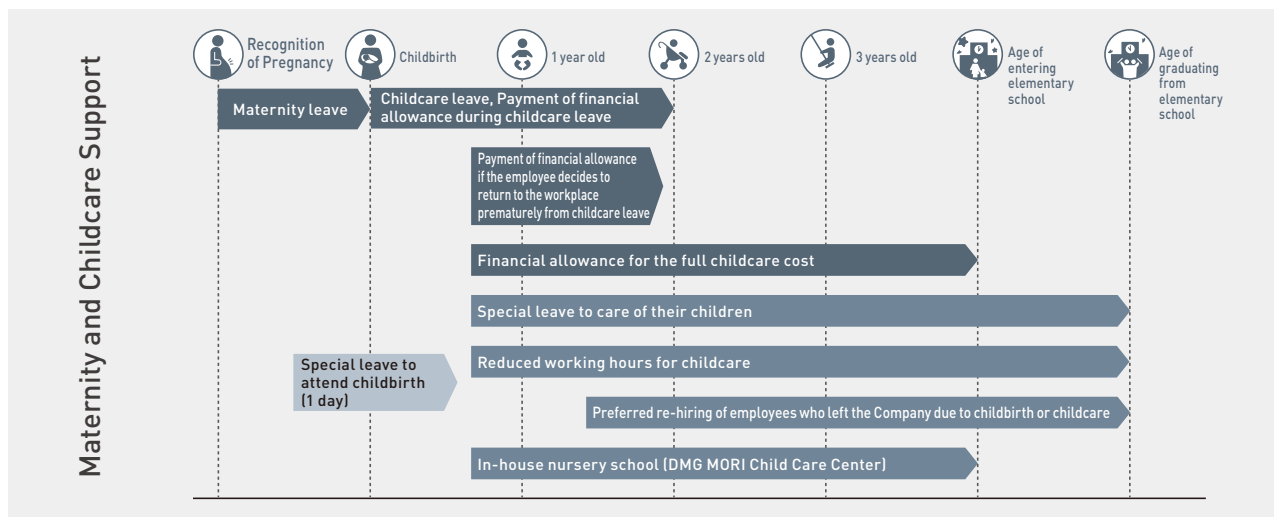 Maternity and Childcare Support
Recognition
of Pregnancy
Childbirth
1 year old
2 years old
3 years old
Age of
entering
elementary
school
Age of
graduating
from
elementary
school
Maternity leave
Childcare leave, Payment of financial
allowance during childcare leave
Payment of financial allowance
if the employee decides to
return to the workplace
prematurely from childcare leave
Financial allowance for the full childcare cost
Special leave to care of their children
Special leave to
attend childbirth
(1 day)
Reduced working hours for childcare
Preferred re-hiring of employees who left the Company due to childbirth or childcare
In-house nursery school (DMG MORI Child Care Center)